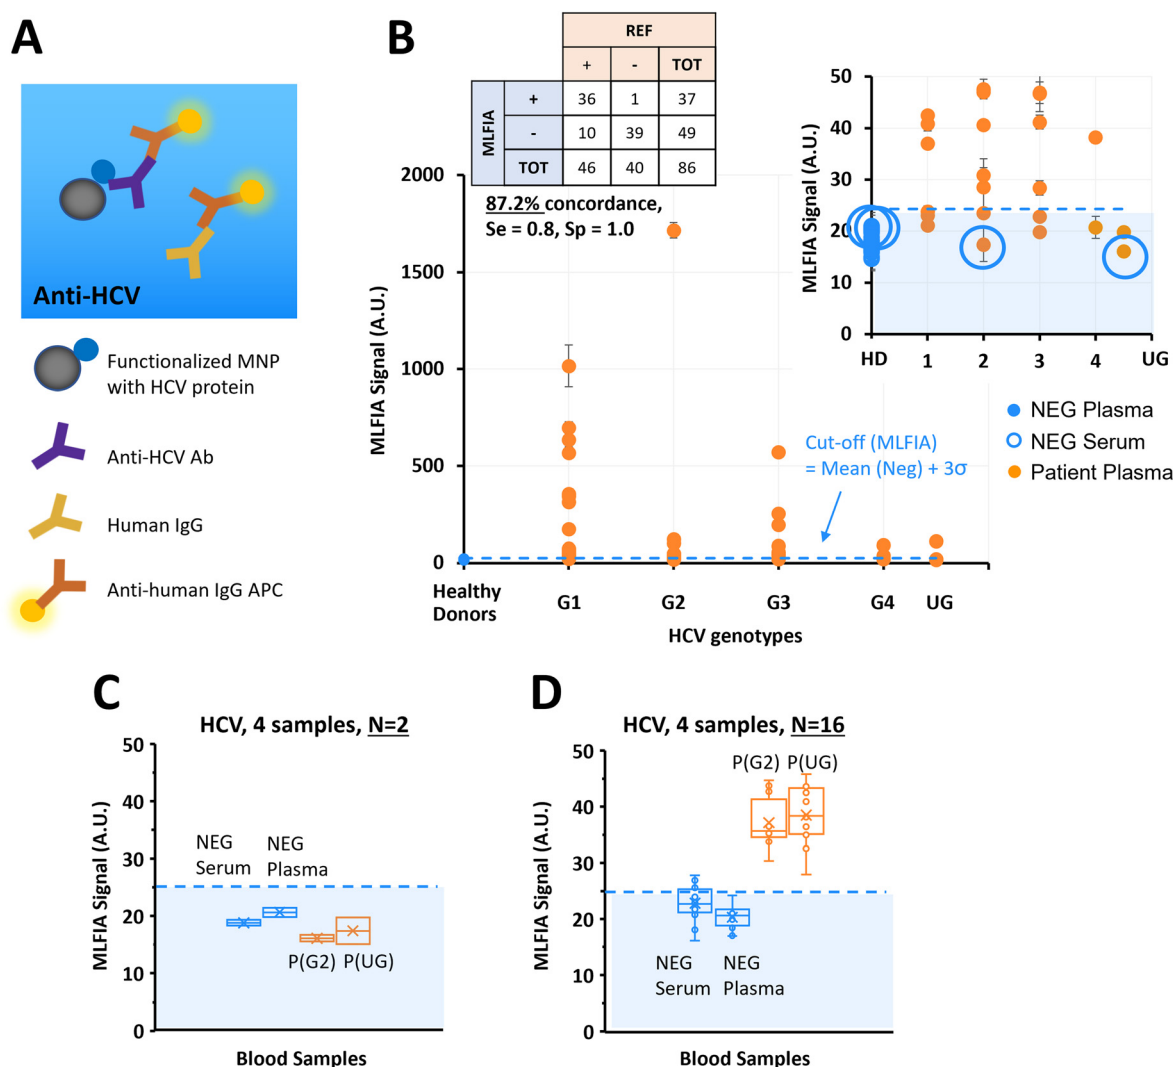 A
Anti-HCV
Functionalized MNP
with HCV protein
Anti-HCV Ab
Human IgG
Anti-human IgG APC
B
REF
+ - TOT
MLFIA
+ 36 1 37
- 10 39 49
TOT 46 40 86
87.2% concordance,
Se = 0.8, Sp = 1.0
MLFIA Signal (A.U.)
2000
1500
1000
500
0
Cut-off (MLFIA)
= Mean (Neg) + 3σ
Healthy
Donors
G1 G2 G3 G4 UG
HCV genotypes
MLFIA Signal (A.U.)
50
40
30
20
10
0
HD 1 2 3 4 UG
NEG Plasma
NEG Serum
Patient Plasma
C
HCV, 4 samples, N=2
MLFIA Signal (A.U.)
50
40
30
20
10
0
NEG
Serum
NEG
Plasma
P(G2) P(UG)
Blood Samples
D
HCV, 4 samples, N=16
MLFIA Signal (A.U.)
50
40
30
20
10
0
P(G2) P(UG)
NEG
Serum
NEG
Plasma
Blood Samples